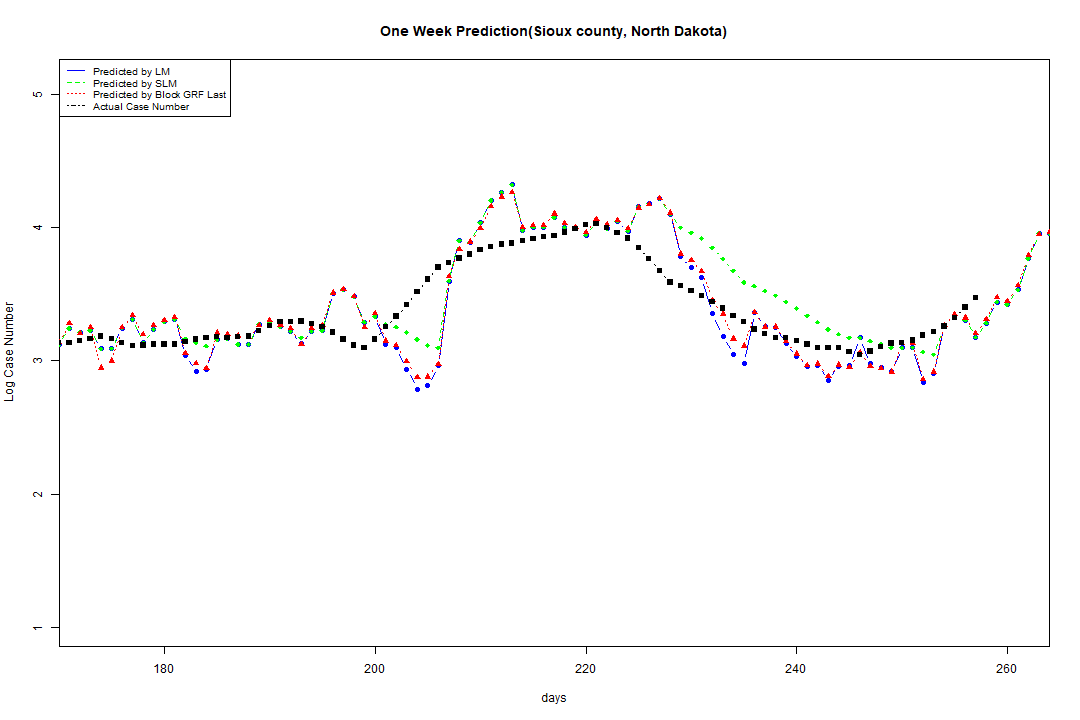 One Week Prediction(Sioux county, North Dakota)
Predicted by LM
Predicted by SLM
Predicted by Block GRF Last
Actual Case Number
5
4
3
2
1
Log Case Number
180 200 220 240 260
days